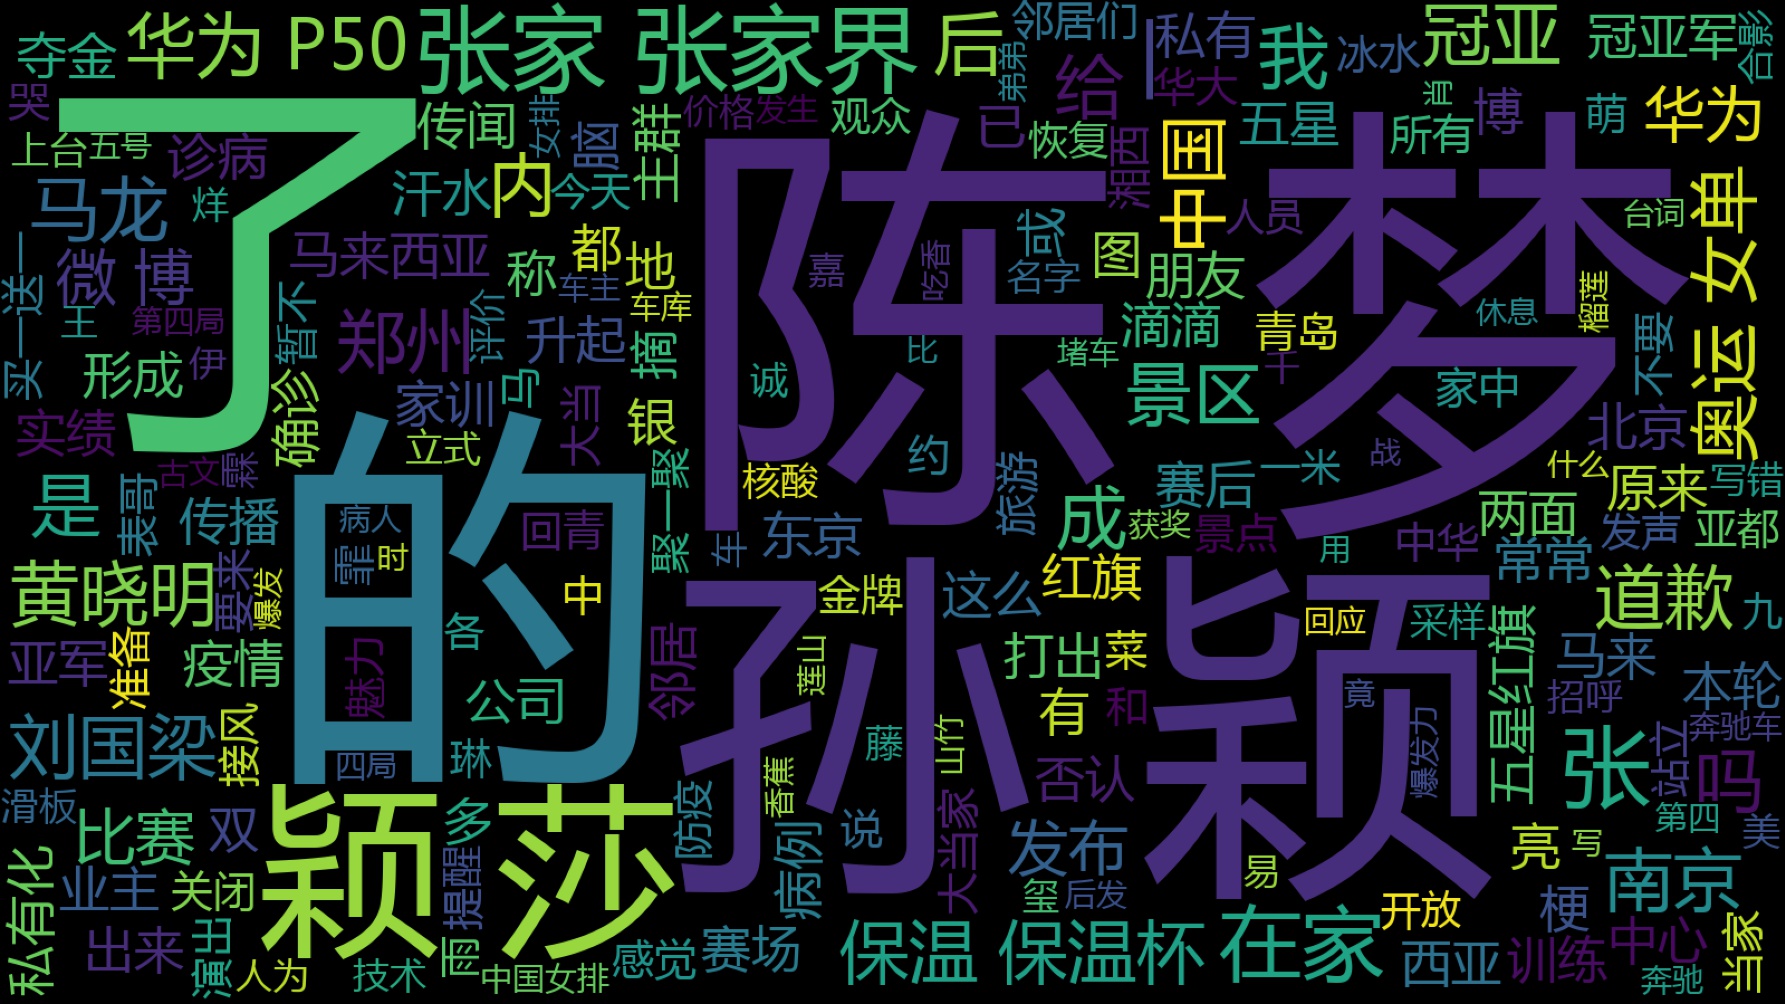 夺金
华为 P50
张家
张家界
后
邻居们
私有
我
冰水
冠亚
冠亚军
合影
哭
了
传闻
女排
脑
主群
价格
发生
观众
弟弟
给
已
华大
恢复
湘西
中国
五星
肖
博
所有
萌
华为
上台
五号
诊病
马龙
烊
汗水
内
今天
陈
梦
人员
台词
奥运
女单
微博
马来西亚
称
都
地
车主
车库
嘉
吃香
或
名字
图
朋友
买一送一
王
第四局
伊
暂不
郑州
评价
升起
摘
比
堵车
滴滴
青岛
千
休息
榴莲
不要
形成
确诊
家训
马
大当
银
诚
景区
家中
北京
实绩
古文
霖
立式
聚一聚
核酸
约
旅游
赛后
一米
战
什么
原来
写错
是
表哥
传播
的
病人
霏
时
回青
车
东京
成
获奖
景点
用
中华
两面
发声
亚都
黄晓明
要来
爆发
中
孙
金牌
这么
红旗
颖
常常
道歉
九
亚军
准备
疫情
魅力
各
公司
邻居
莲山
打出
菜
回应
采样
五星红旗
马来
招呼
本轮
刘国梁
接风
四局
琳
藤
山竹
有
和
竟
爆发力
张
站立
奔驰车
吗
滑板
比赛
双
颖莎
多
防疫
香蕉
说
大当家
否认
发布
第四
美
私有化
业主
关闭
提醒
病例
玺
后发
易
亮
写
南京
出来
演出
人为
技术
雨
中国女排
感觉
赛场
保温
保温杯
在家
开放
西亚
梗
训练
中心
奔驰
当家